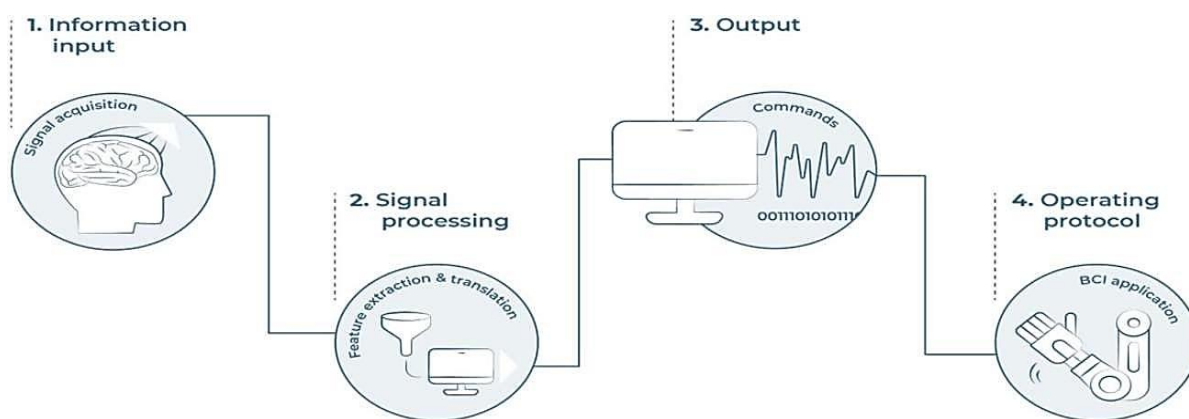 1. Information
input
Signal acquisition
2. Signal
processing
Feature extraction & translation
3. Output
Commands
0011101010111
4. Operating
protocol
BCI application